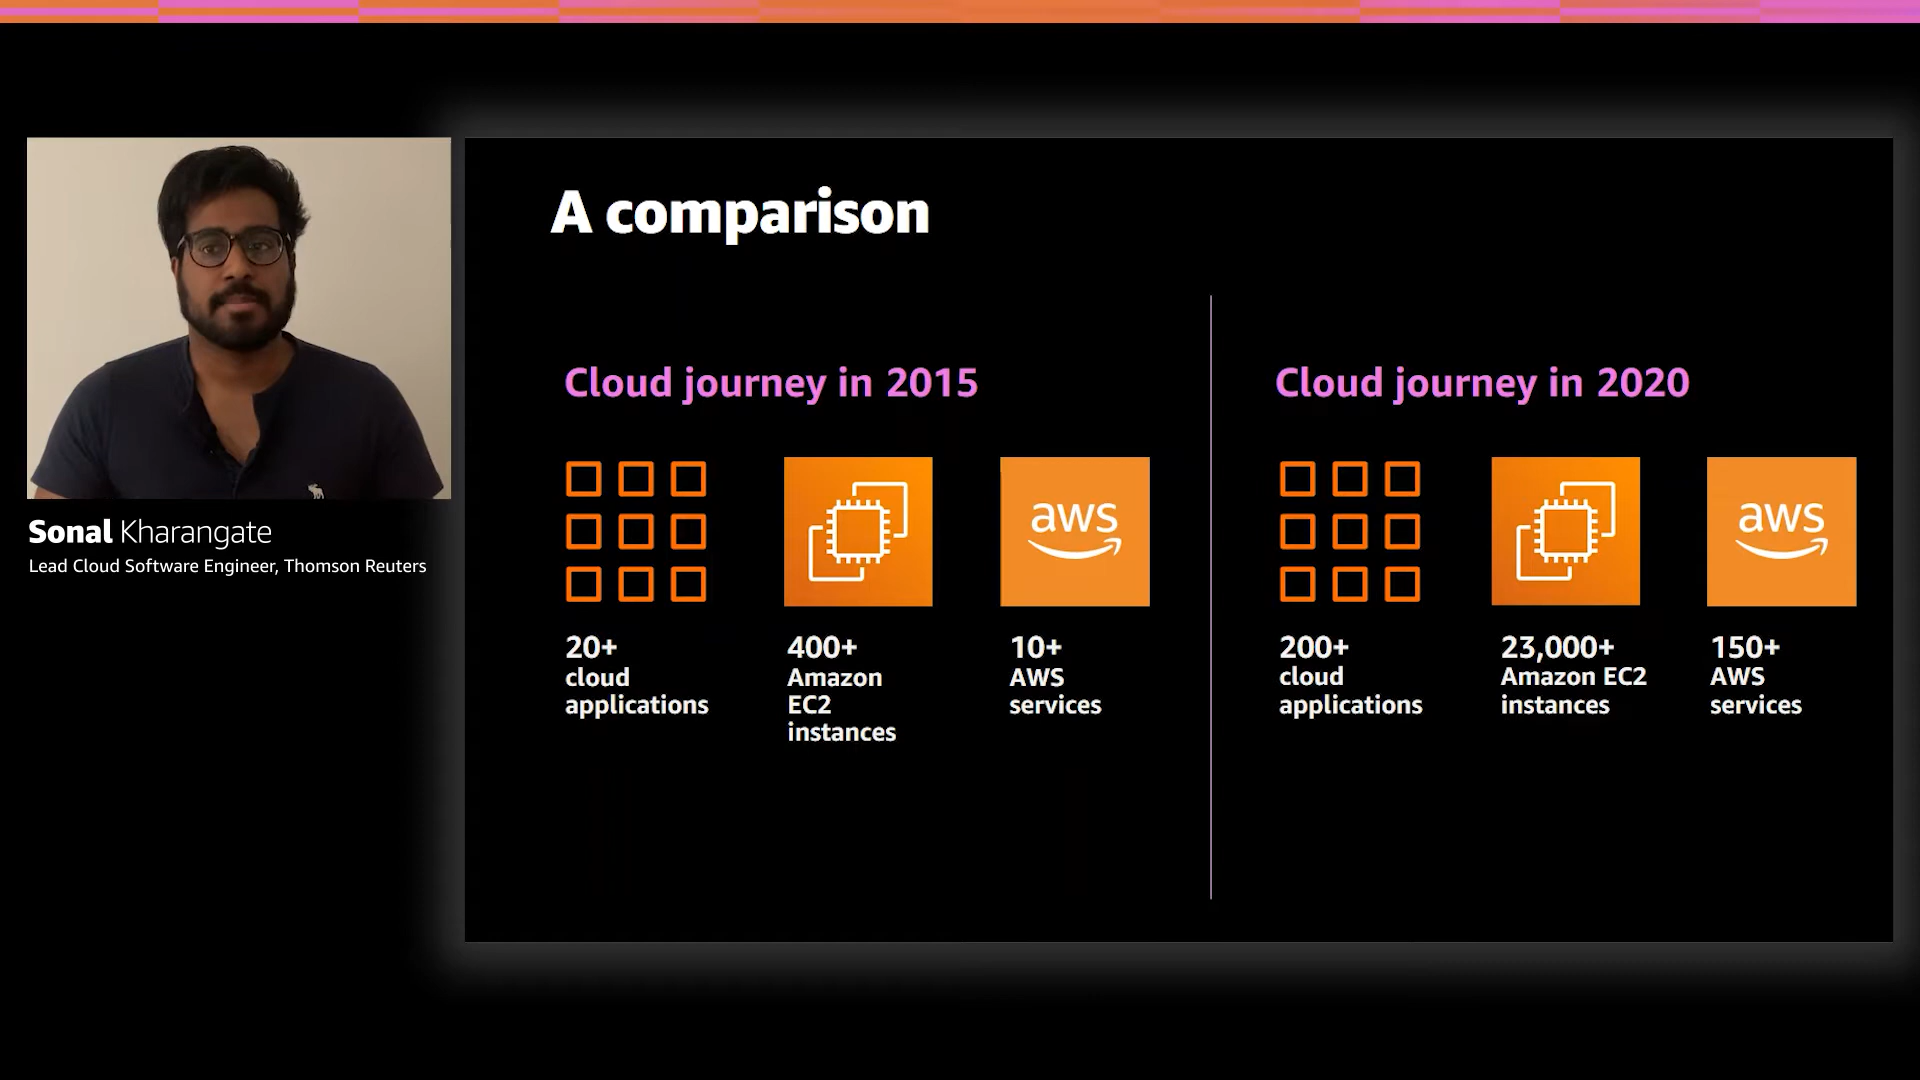 A comparison
Cloud journey in 2015
aws
20+
cloud
applications
400+
Amazon
EC2
instances
10+
AWS
services
Cloud journey in 2020
aws
200+
cloud
applications
23,000+
Amazon EC2
instances
150+
AWS
services
Sonal Kharangate
Lead Cloud Software Engineer, Thomson Reuters